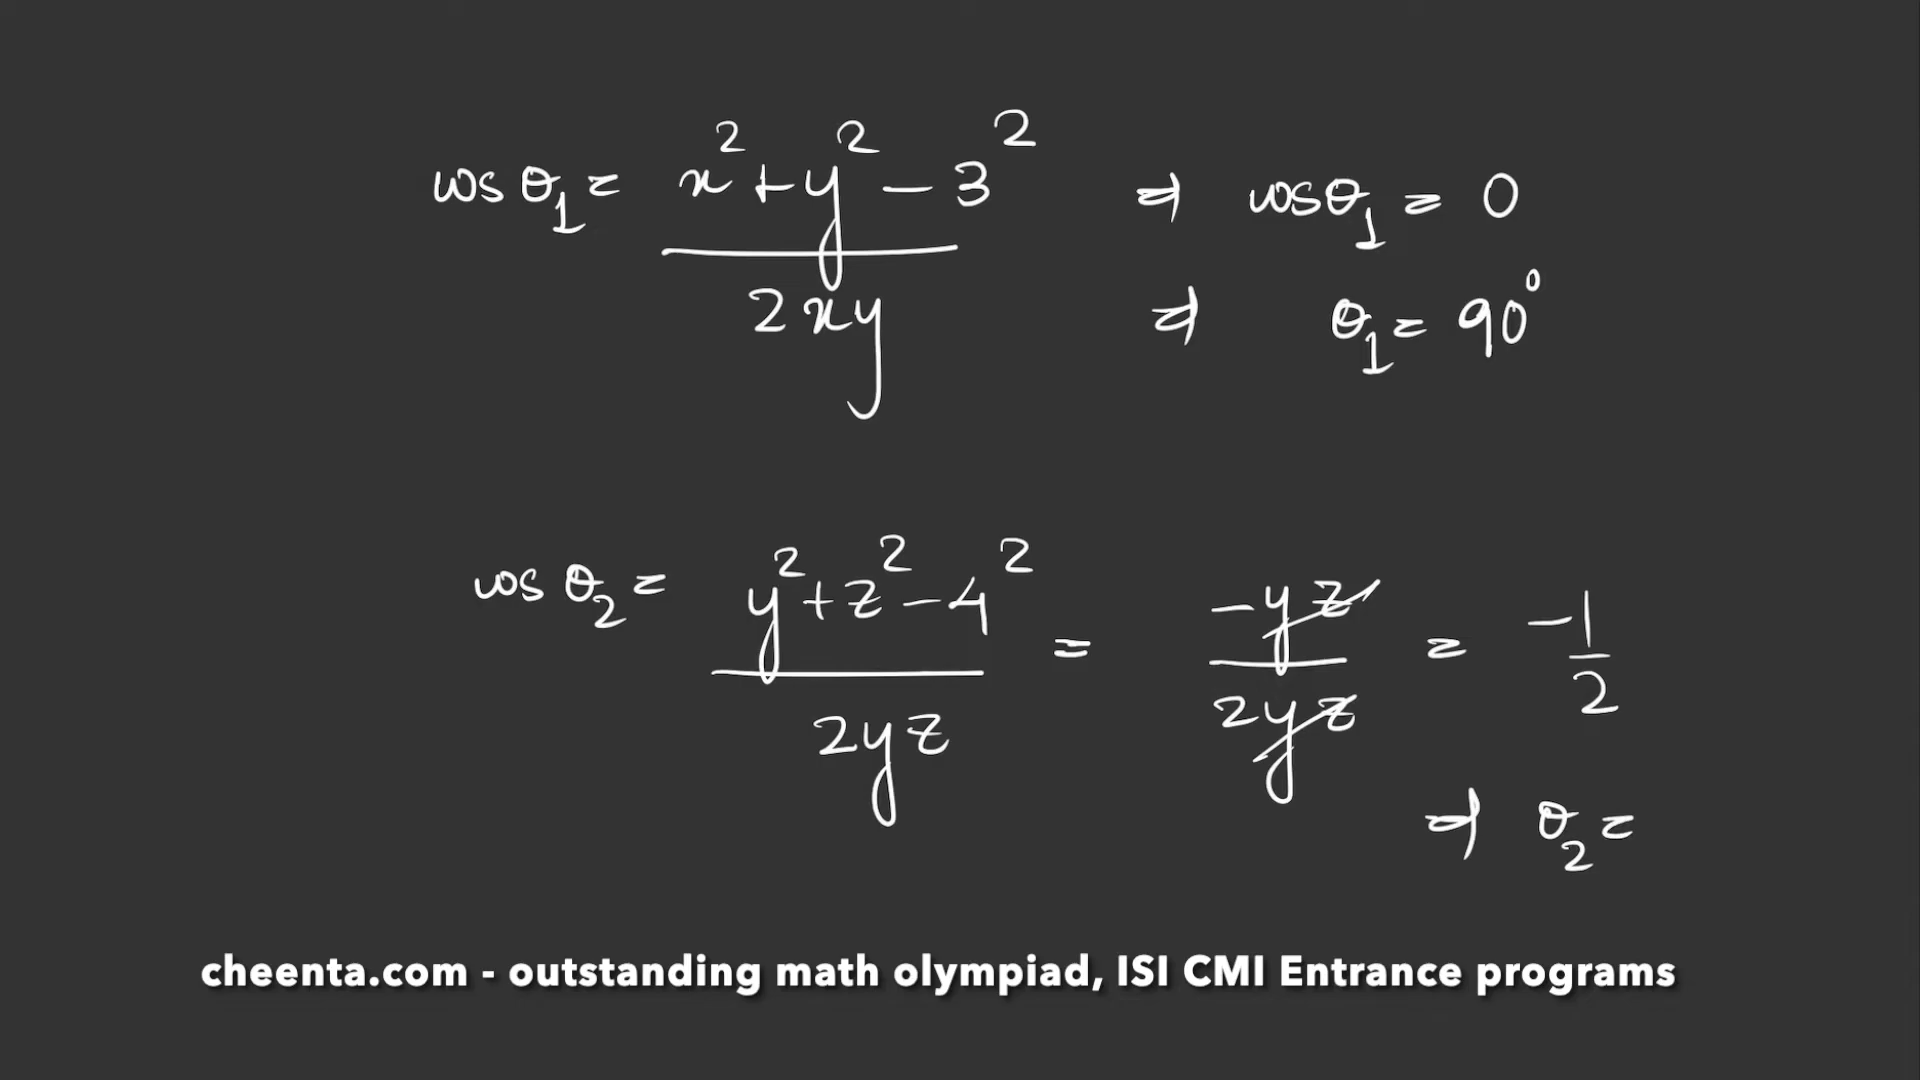 cos θ₁ = (x² + y² - 3²) / 2xy ⇒ cos θ₁ = 0
⇒ θ₁ = 90°
cos θ₂ = (y² + z² - 4²) / 2yz = -yz / 2yz = -1/2
⇒ θ₂ =
cheenta.com - outstanding math olympiad, ISI CMI Entrance programs